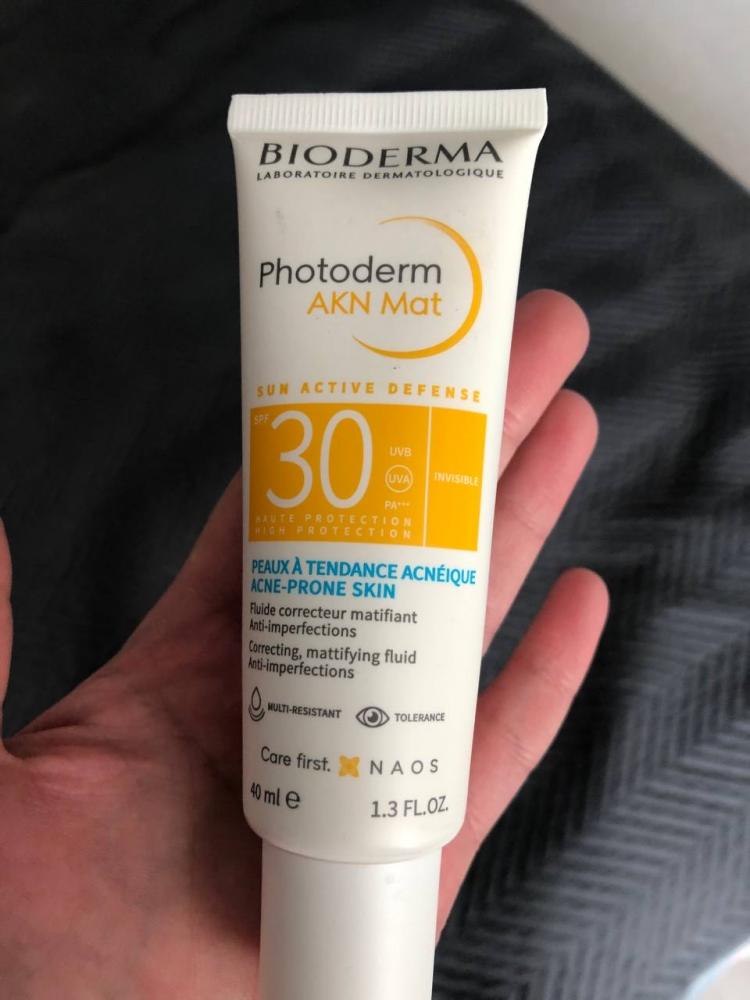 BIODERMA
LABORATOIRE DERMATOLOGIQUE
Photoderm
AKN Mat
SUN ACTIVE DEFENSE
SPF
30
UVB
UVA
PA+++
INVISIBLE
HAUTE PROTECTION
HIGH PROTECTION
PEAUX À TENDANCE ACNÉIQUE
ACNE-PRONE SKIN
Fluide correcteur matifiant
Anti-imperfections
Correcting, mattifying fluid
Anti-imperfections
MULTI-RESISTANT
TOLERANCE
Care first. NAOS
40 ml ℮
1.3 FL.OZ.